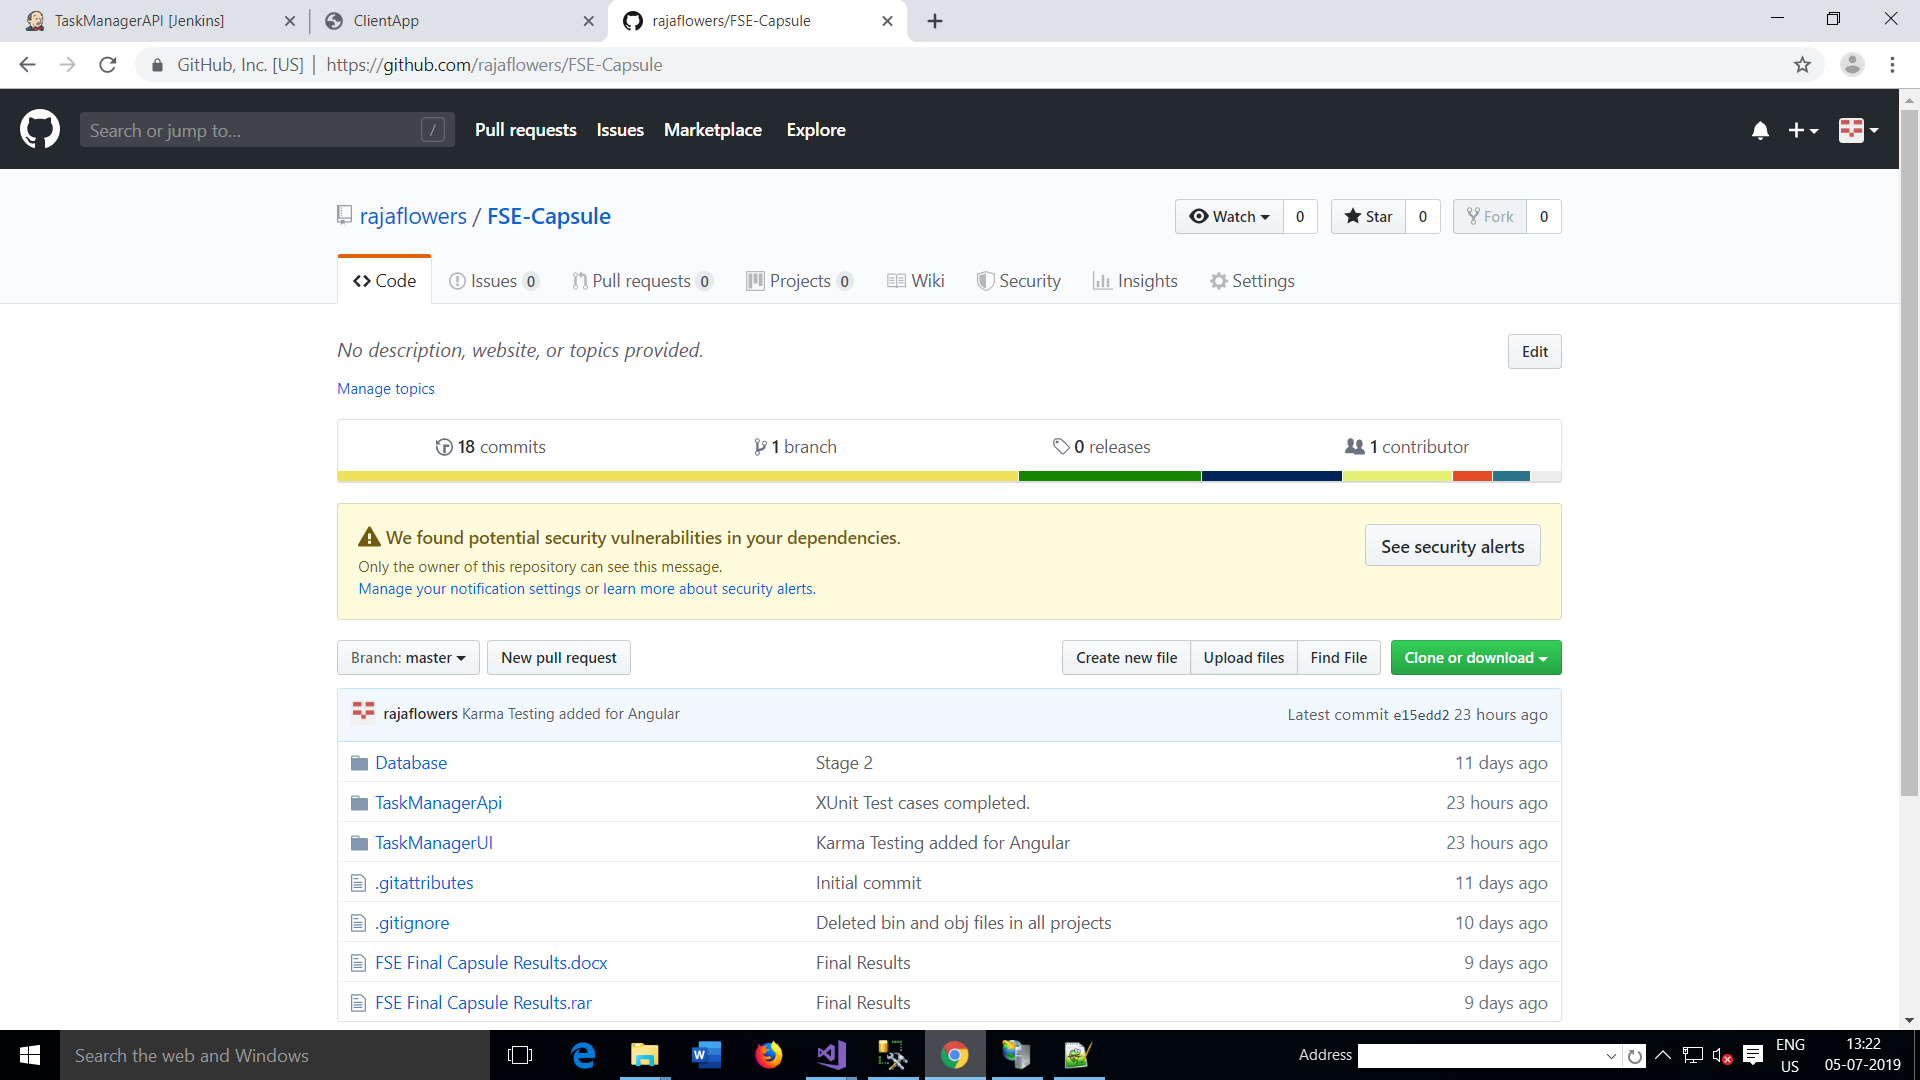 TaskManagerAPI [Jenkins]
ClientApp
rajaflowers/FSE-Capsule
GitHub, Inc. [US] | https://github.com/rajaflowers/FSE-Capsule
Search or jump to... /
Pull requests Issues Marketplace Explore
rajaflowers / FSE-Capsule
Watch 0 Star 0 Fork 0
Code Issues 0 Pull requests 0 Projects 0 Wiki Security Insights Settings
No description, website, or topics provided.
Edit
Manage topics
18 commits 1 branch 0 releases 1 contributor
We found potential security vulnerabilities in your dependencies.
Only the owner of this repository can see this message.
Manage your notification settings or learn more about security alerts.
See security alerts
Branch: master New pull request Create new file Upload files Find File Clone or download
rajaflowers Karma Testing added for Angular Latest commit e15edd2 23 hours ago
Database Stage 2 11 days ago
TaskManagerApi XUnit Test cases completed. 23 hours ago
TaskManagerUI Karma Testing added for Angular 23 hours ago
.gitattributes Initial commit 11 days ago
.gitignore Deleted bin and obj files in all projects 10 days ago
FSE Final Capsule Results.docx Final Results 9 days ago
FSE Final Capsule Results.rar Final Results 9 days ago
Search the web and Windows
Address
ENG
US
13:22
05-07-2019